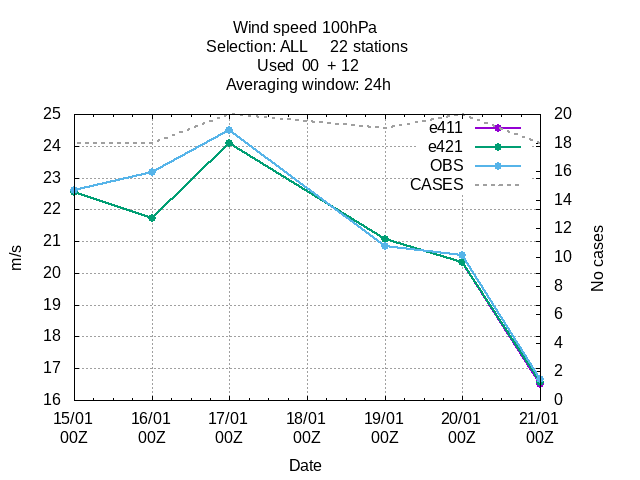 Wind speed 100hPa
Selection: ALL     22 stations
Used  00  + 12
Averaging window: 24h
25 20
24 18
23 16
22 14
21 12
20 10
19 8
18 6
17 4
16 2
0
e411
e421
OBS
CASES
m/s
No cases
15/01 16/01 17/01 18/01 19/01 20/01 21/01
00Z 00Z 00Z 00Z 00Z 00Z 00Z
Date